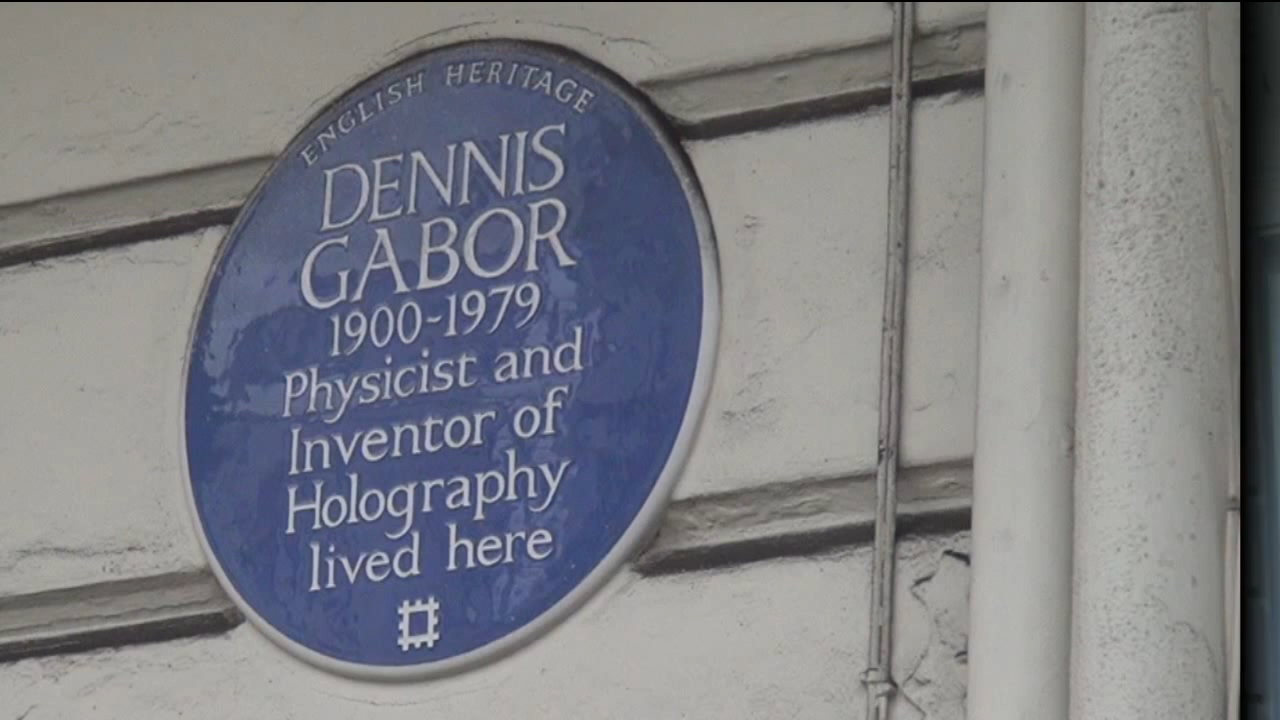 ENGLISH HERITAGE
DENNIS
GABOR
1900-1979
Physicist and
Inventor of
Holography
lived here